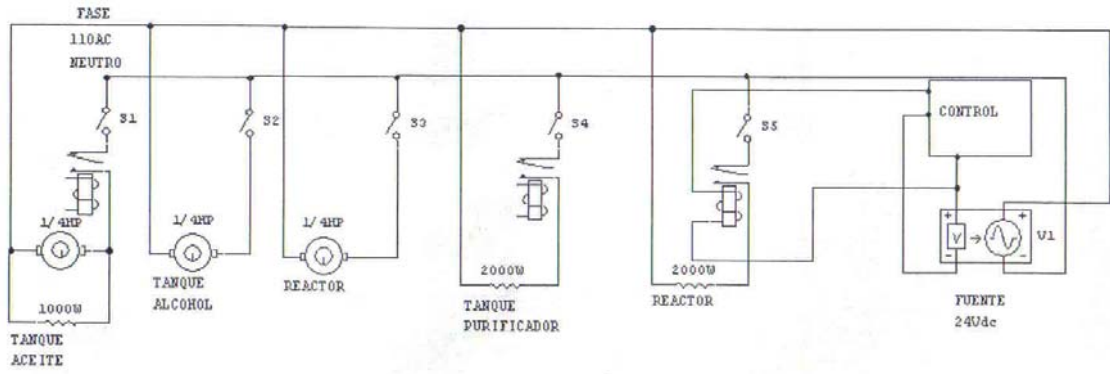 FASE
110AC
NEUTRO
S1
S2
S3
S4
S5
CONTROL
1/4HP
1/4HP
1/4HP
+
+
V
V1
-
-
2000W
2000W
TANQUE
ALCOHOL
REACTOR
TANQUE
PURIFICADOR
REACTOR
FUENTE
24Vdc
1000W
TANQUE
ACEITE